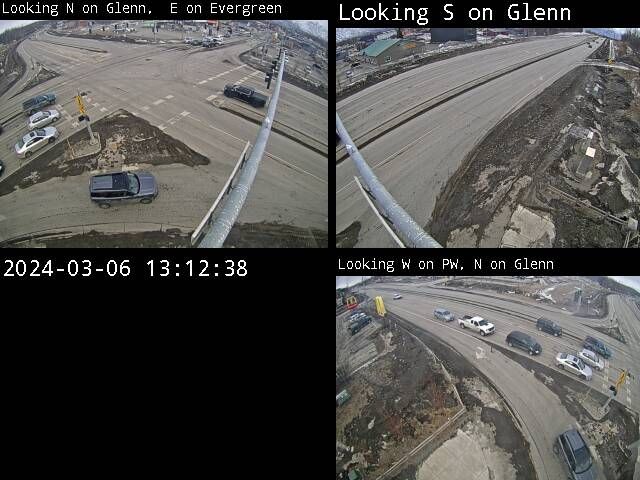 Looking N on Glenn, E on Evergreen
Looking S on Glenn
2024-03-06 13:12:38
Looking W on PW, N on Glenn